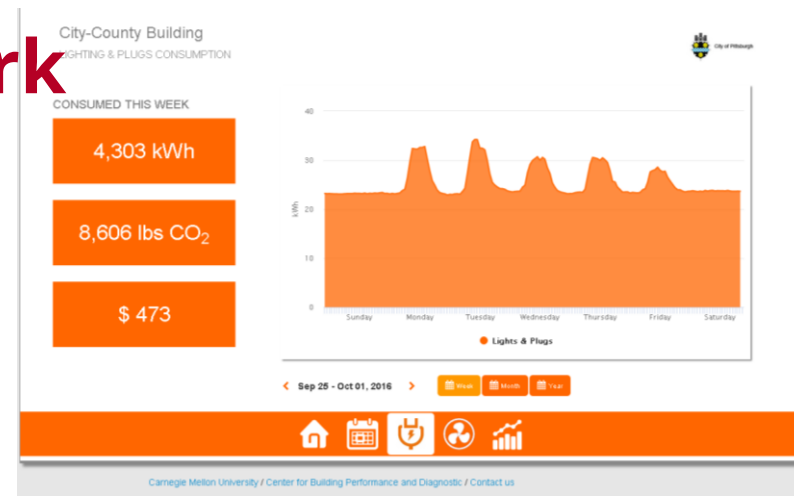 City-County Building
LIGHTING & PLUGS CONSUMPTION
rk
City of Pittsburgh
CONSUMED THIS WEEK
4,303 kWh
8,606 lbs CO₂
$ 473
40
30
20
10
0
kWh
Sunday Monday Tuesday Wednesday Thursday Friday Saturday
Lights & Plugs
Sep 25 - Oct 01, 2016
Week Month Year
Carnegie Mellon University / Center for Building Performance and Diagnostic / Contact us